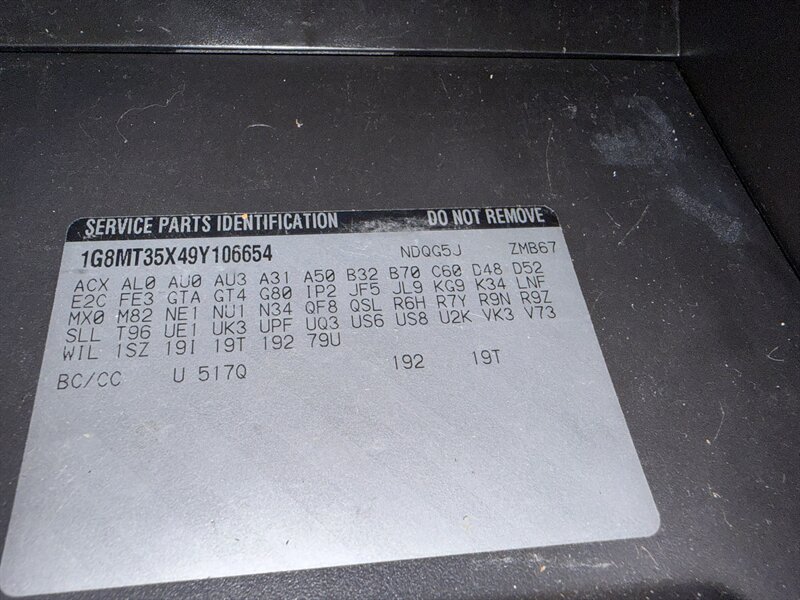 SERVICE PARTS IDENTIFICATION DO NOT REMOVE
1G8MT35X49Y106654 NDQG5J ZMB67
ACX AL0 AU0 AU3 A31 A50 B32 B70 C60 D48 D52
E2C FE3 GTA GT4 G80 IP2 JF5 JL9 KG9 K34 LNF
MX0 M82 NE1 NU1 N34 QF8 QSL R6H R7Y R9N R9Z
SLL T96 UE1 UK3 UPF UQ3 US6 US8 U2K VK3 V73
WIL 1SZ 19I 19T 192 79U
BC/CC U 517Q 192 19T